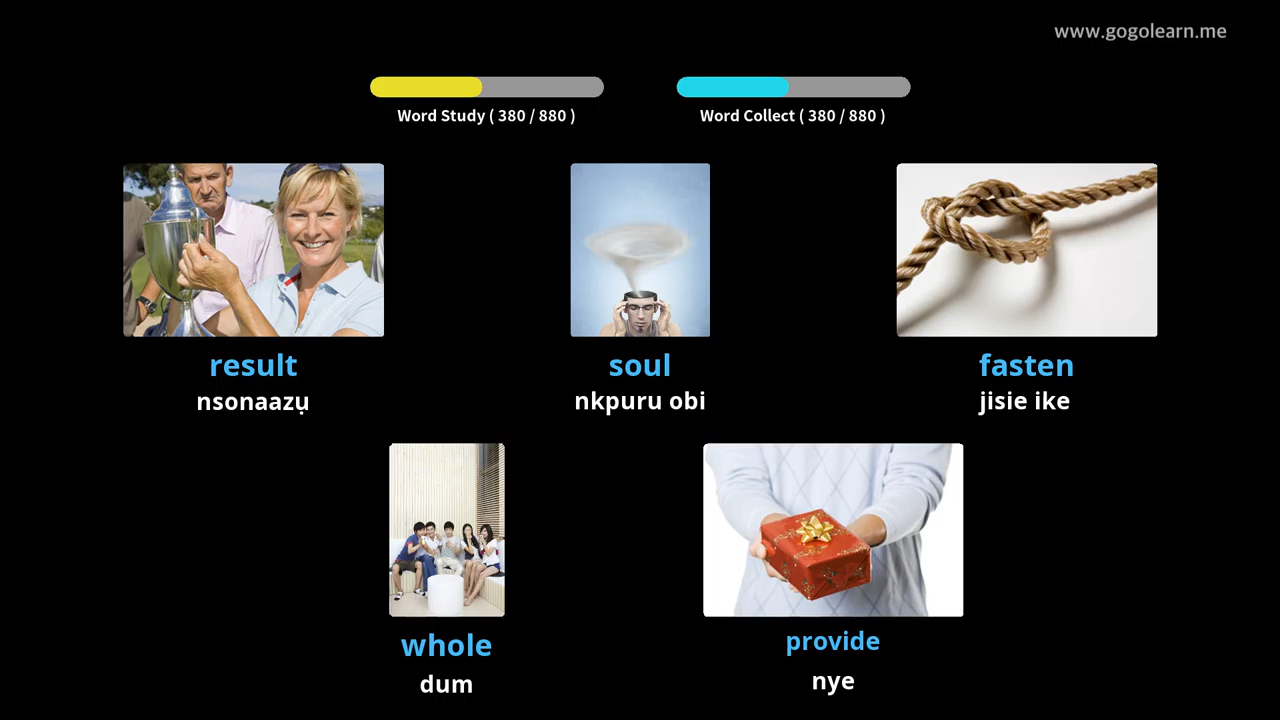 www.gogolearn.me
Word Study ( 380 / 880 )
Word Collect ( 380 / 880 )
result
nsonaazụ
soul
nkpuru obi
fasten
jisie ike
whole
dum
provide
nye